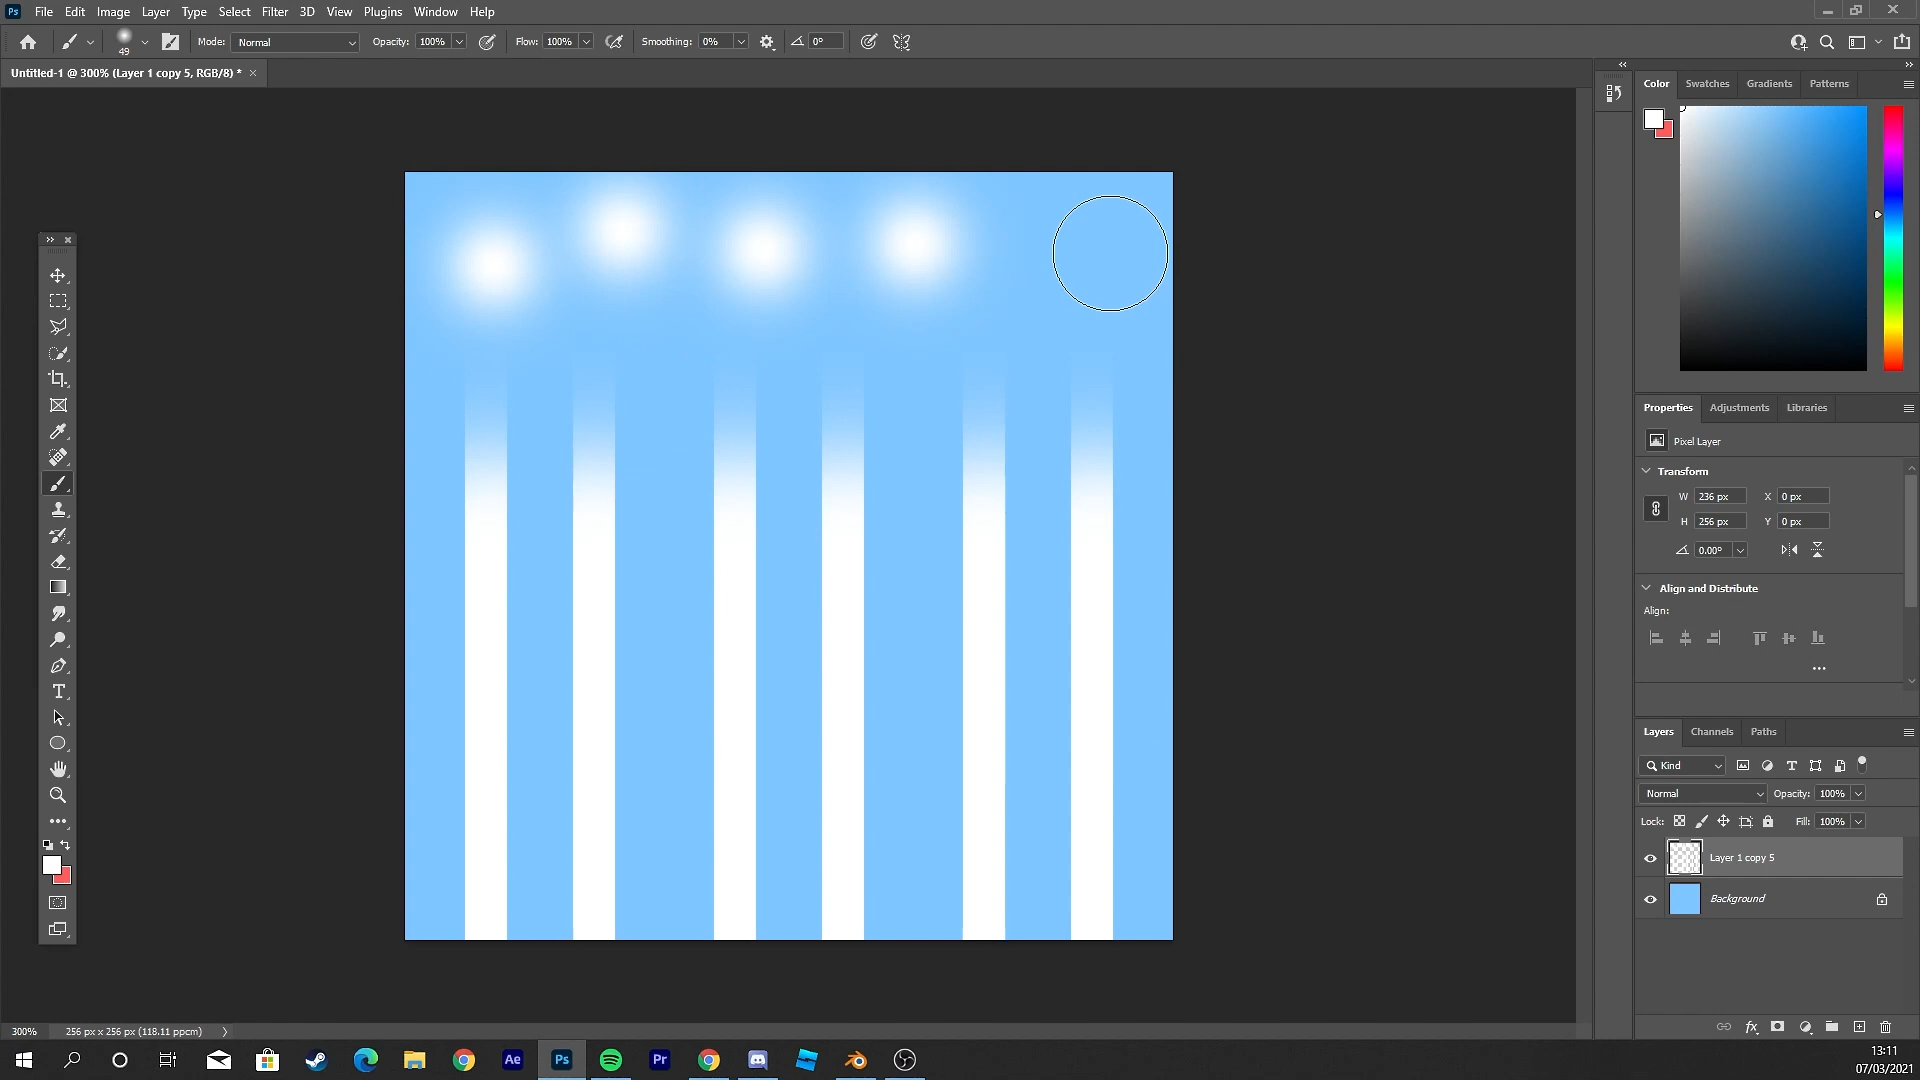 Ps File Edit Image Layer Type Select Filter 3D View Plugins Window Help
49 Mode: Normal Opacity: 100% Flow: 100% Smoothing: 0% 0°
Untitled-1 @ 300% (Layer 1 copy 5, RGB/8) * ×
Color Swatches Gradients Patterns
Properties Adjustments Libraries
Pixel Layer
Transform
W 236 px X 0 px
H 256 px Y 0 px
0.00°
Align and Distribute
Align:
Layers Channels Paths
Kind
Normal Opacity: 100%
Lock: Fill: 100%
Layer 1 copy 5
Background
300% 256 px x 256 px (118.11 ppcm)
Ae Ps Pr
13:11
07/03/2021